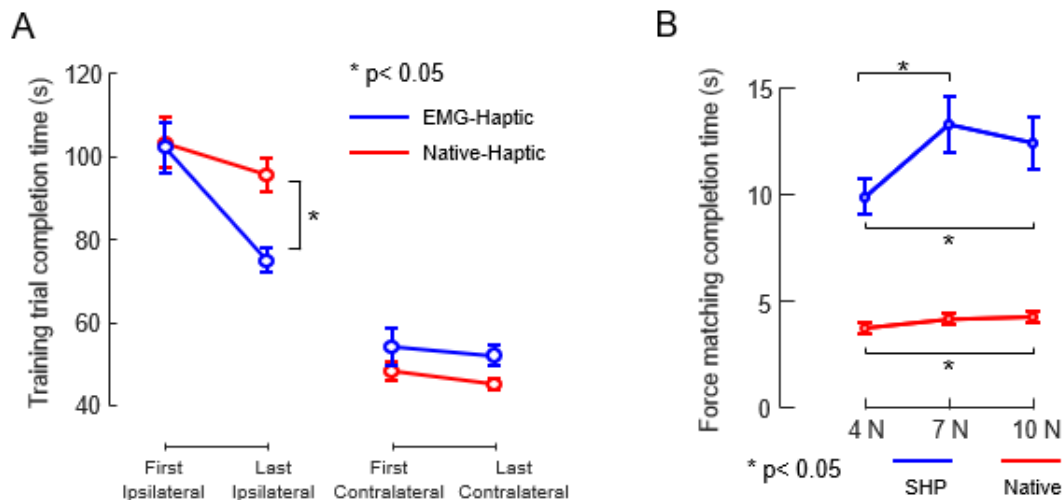 A
Training trial completion time (s)
120
100
80
60
40
* p< 0.05
EMG-Haptic
Native-Haptic
*
First
Ipsilateral
Last
Ipsilateral
First
Contralateral
Last
Contralateral
B
Force matching completion time (s)
15
10
5
0
*
*
*
4 N
7 N
10 N
* p< 0.05
SHP
Native